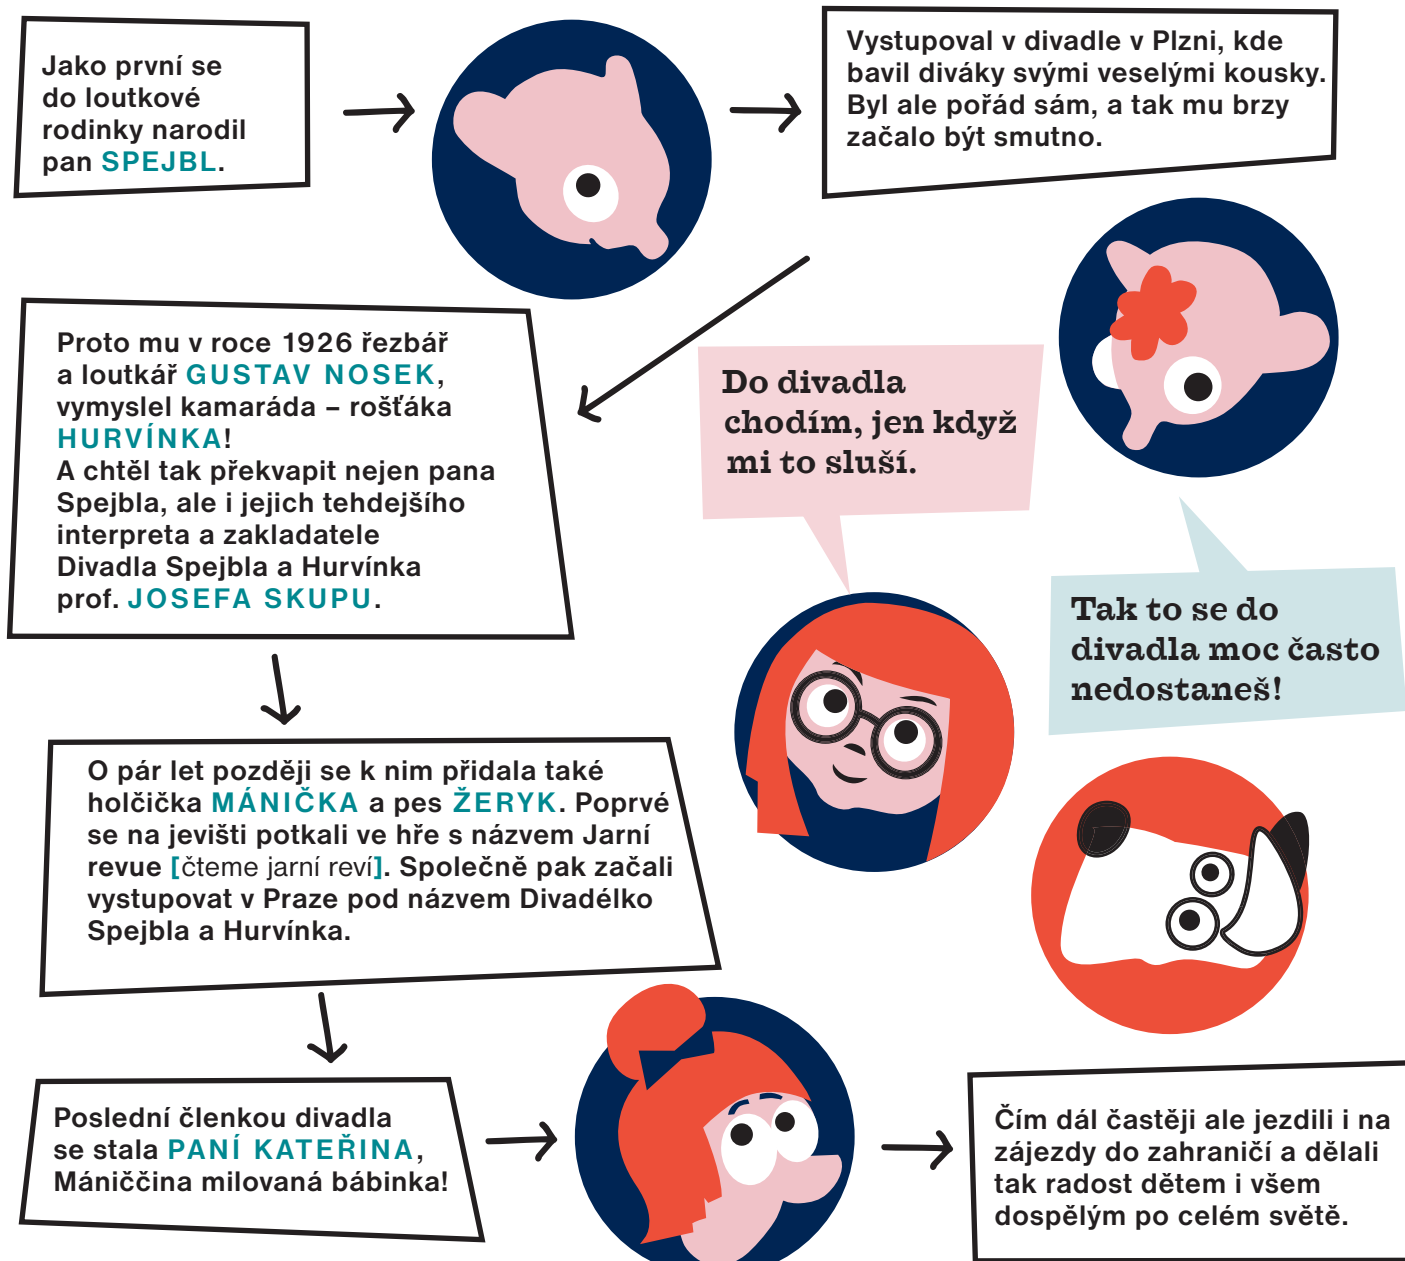 Jako první se
do loutkové
rodinky narodil
pan SPEJBL.
Vystupoval v divadle v Plzni, kde
bavil diváky svými veselými kousky.
Byl ale pořád sám, a tak mu brzy
začalo být smutno.
Proto mu v roce 1926 řezbář
a loutkář GUSTAV NOSEK,
vymyslel kamaráda – rošťáka
HURVÍNKA!
A chtěl tak překvapit nejen pana
Spejbla, ale i jejich tehdejšího
interpreta a zakladatele
Divadla Spejbla a Hurvínka
prof. JOSEFA SKUPU.
Do divadla
chodím, jen když
mi to sluší.
Tak to se do
divadla moc často
nedostaneš!
O pár let později se k nim přidala také
holčička MÁNIČKA a pes ŽERYK. Poprvé
se na jevišti potkali ve hře s názvem Jarní
revue [čteme jarní reví]. Společně pak začali
vystupovat v Praze pod názvem Divadélko
Spejbla a Hurvínka.
Poslední členkou divadla
se stala PANÍ KATEŘINA,
Mániččina milovaná bábinka!
Čím dál častěji ale jezdili i na
zájezdy do zahraničí a dělali
tak radost dětem i všem
dospělým po celém světě.